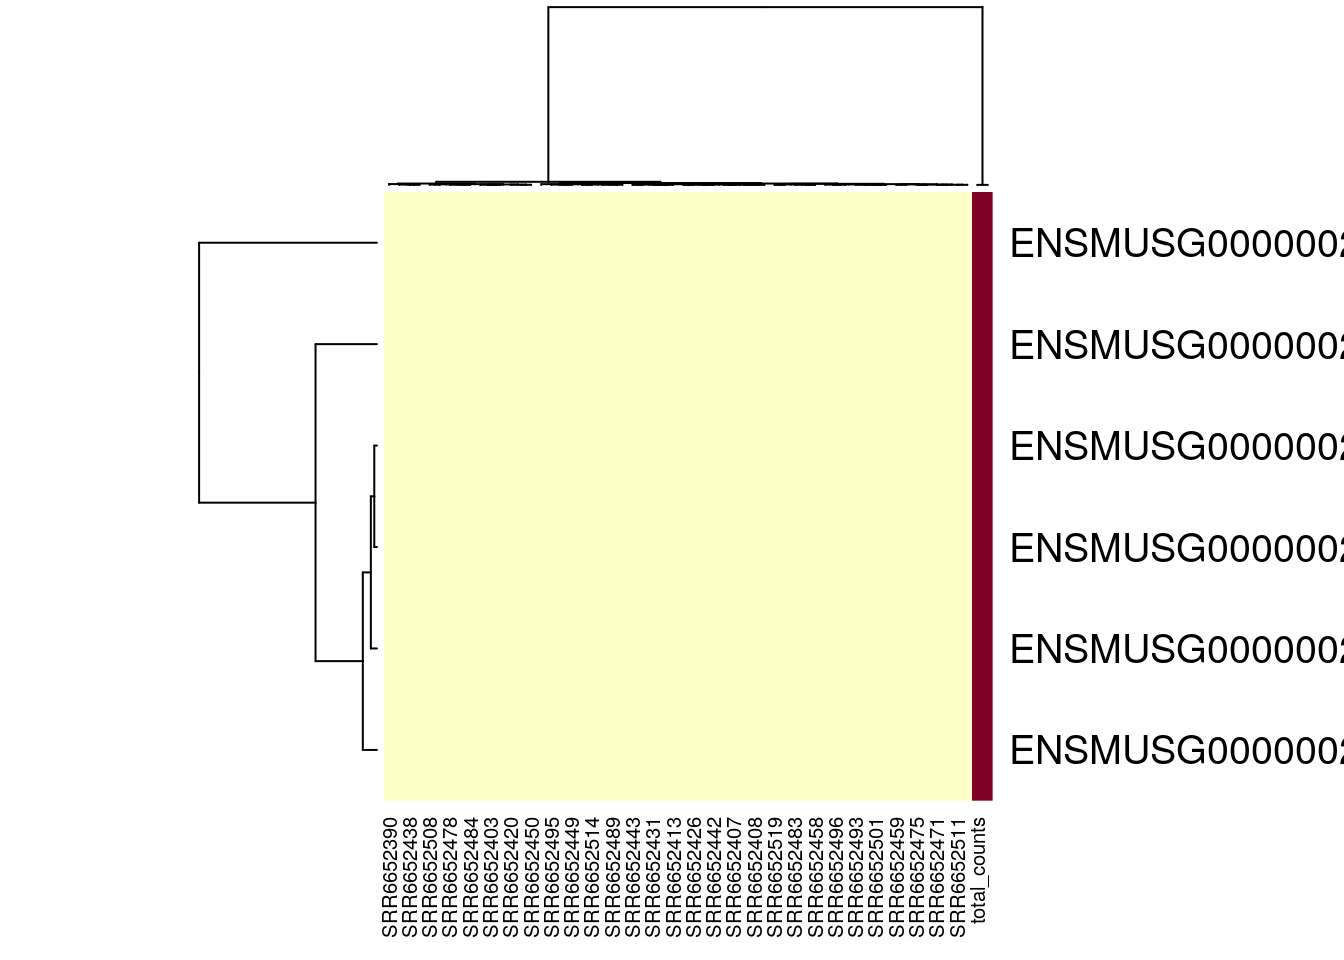 ENSMUSG0000002
ENSMUSG0000002
ENSMUSG0000002
ENSMUSG0000002
ENSMUSG0000002
ENSMUSG0000002
SRR6652390
SRR6652438
SRR6652508
SRR6652478
SRR6652484
SRR6652403
SRR6652420
SRR6652450
SRR6652495
SRR6652449
SRR6652514
SRR6652489
SRR6652443
SRR6652431
SRR6652413
SRR6652426
SRR6652442
SRR6652407
SRR6652408
SRR6652519
SRR6652483
SRR6652458
SRR6652496
SRR6652493
SRR6652501
SRR6652459
SRR6652475
SRR6652471
SRR6652511
total_counts